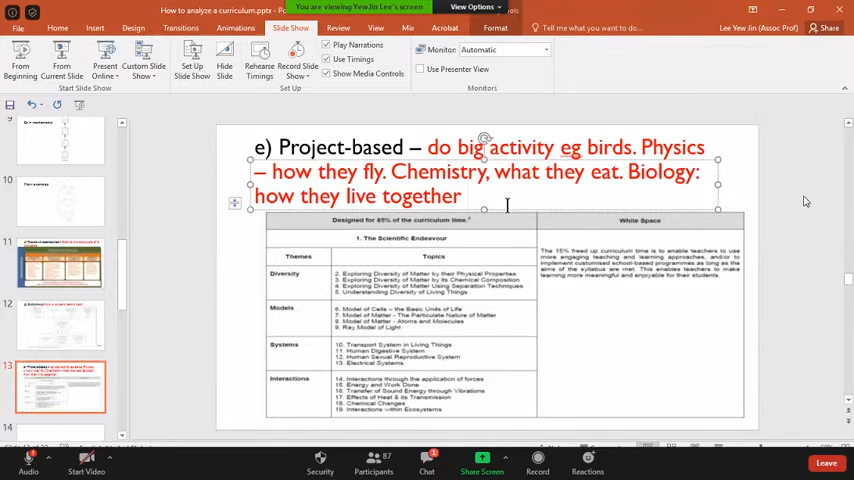 You are viewing YewJin Lee's screen
View Options
How to analyze a curriculum.pptx - PowerPoint
File Home Insert Design Transitions Animations Slide Show Review View Mix Acrobat Format Tell me what you want to do... Lee Yew Jin (Assoc Prof) Share
From Beginning
From Current Slide
Present Online
Custom Slide Show
Start Slide Show
Set Up Slide Show
Hide Slide
Rehearse Timings
Record Slide Show
Play Narrations
Use Timings
Show Media Controls
Set Up
Monitor: Automatic
Use Presenter View
Monitors
9
10
11
12
13
14
e) Project-based – do big activity eg birds. Physics
– how they fly. Chemistry, what they eat. Biology:
how they live together
Designed for 85% of the curriculum time.
White Space
1. The Scientific Endeavour
Themes Topics
Diversity
2. Exploring Diversity of Matter by their Physical Properties
3. Exploring Diversity of Matter by its Chemical Composition
4. Exploring Diversity of Matter Using Separation Techniques
5. Understanding Diversity of Living Things
Models
6. Model of Cells – the Basic Units of Life
7. Model of Matter - The Particulate Nature of Matter
8. Model of Matter - Atoms and Molecules
9. Ray Model of Light
Systems
10. Transport System in Living Things
11. Human Digestive System
12. Human Sexual Reproductive System
13. Electrical Systems
Interactions
14. Interactions through the application of forces
15. Energy and Work Done
16. Transfer of Sound Energy through Vibrations
17. Effects of Heat & its Transmission
18. Chemical Changes
19. Interactions within Ecosystems
The 15% freed up curriculum time is to enable teachers to use
more engaging teaching and learning approaches, and/or to
implement customised school-based programmes as long as the
aims of the syllabus are met. This enables teachers to make
learning more meaningful and enjoyable for their students.
Audio
Start Video
Security
87
Participants
1
Chat
Share Screen
Record
Reactions
Leave